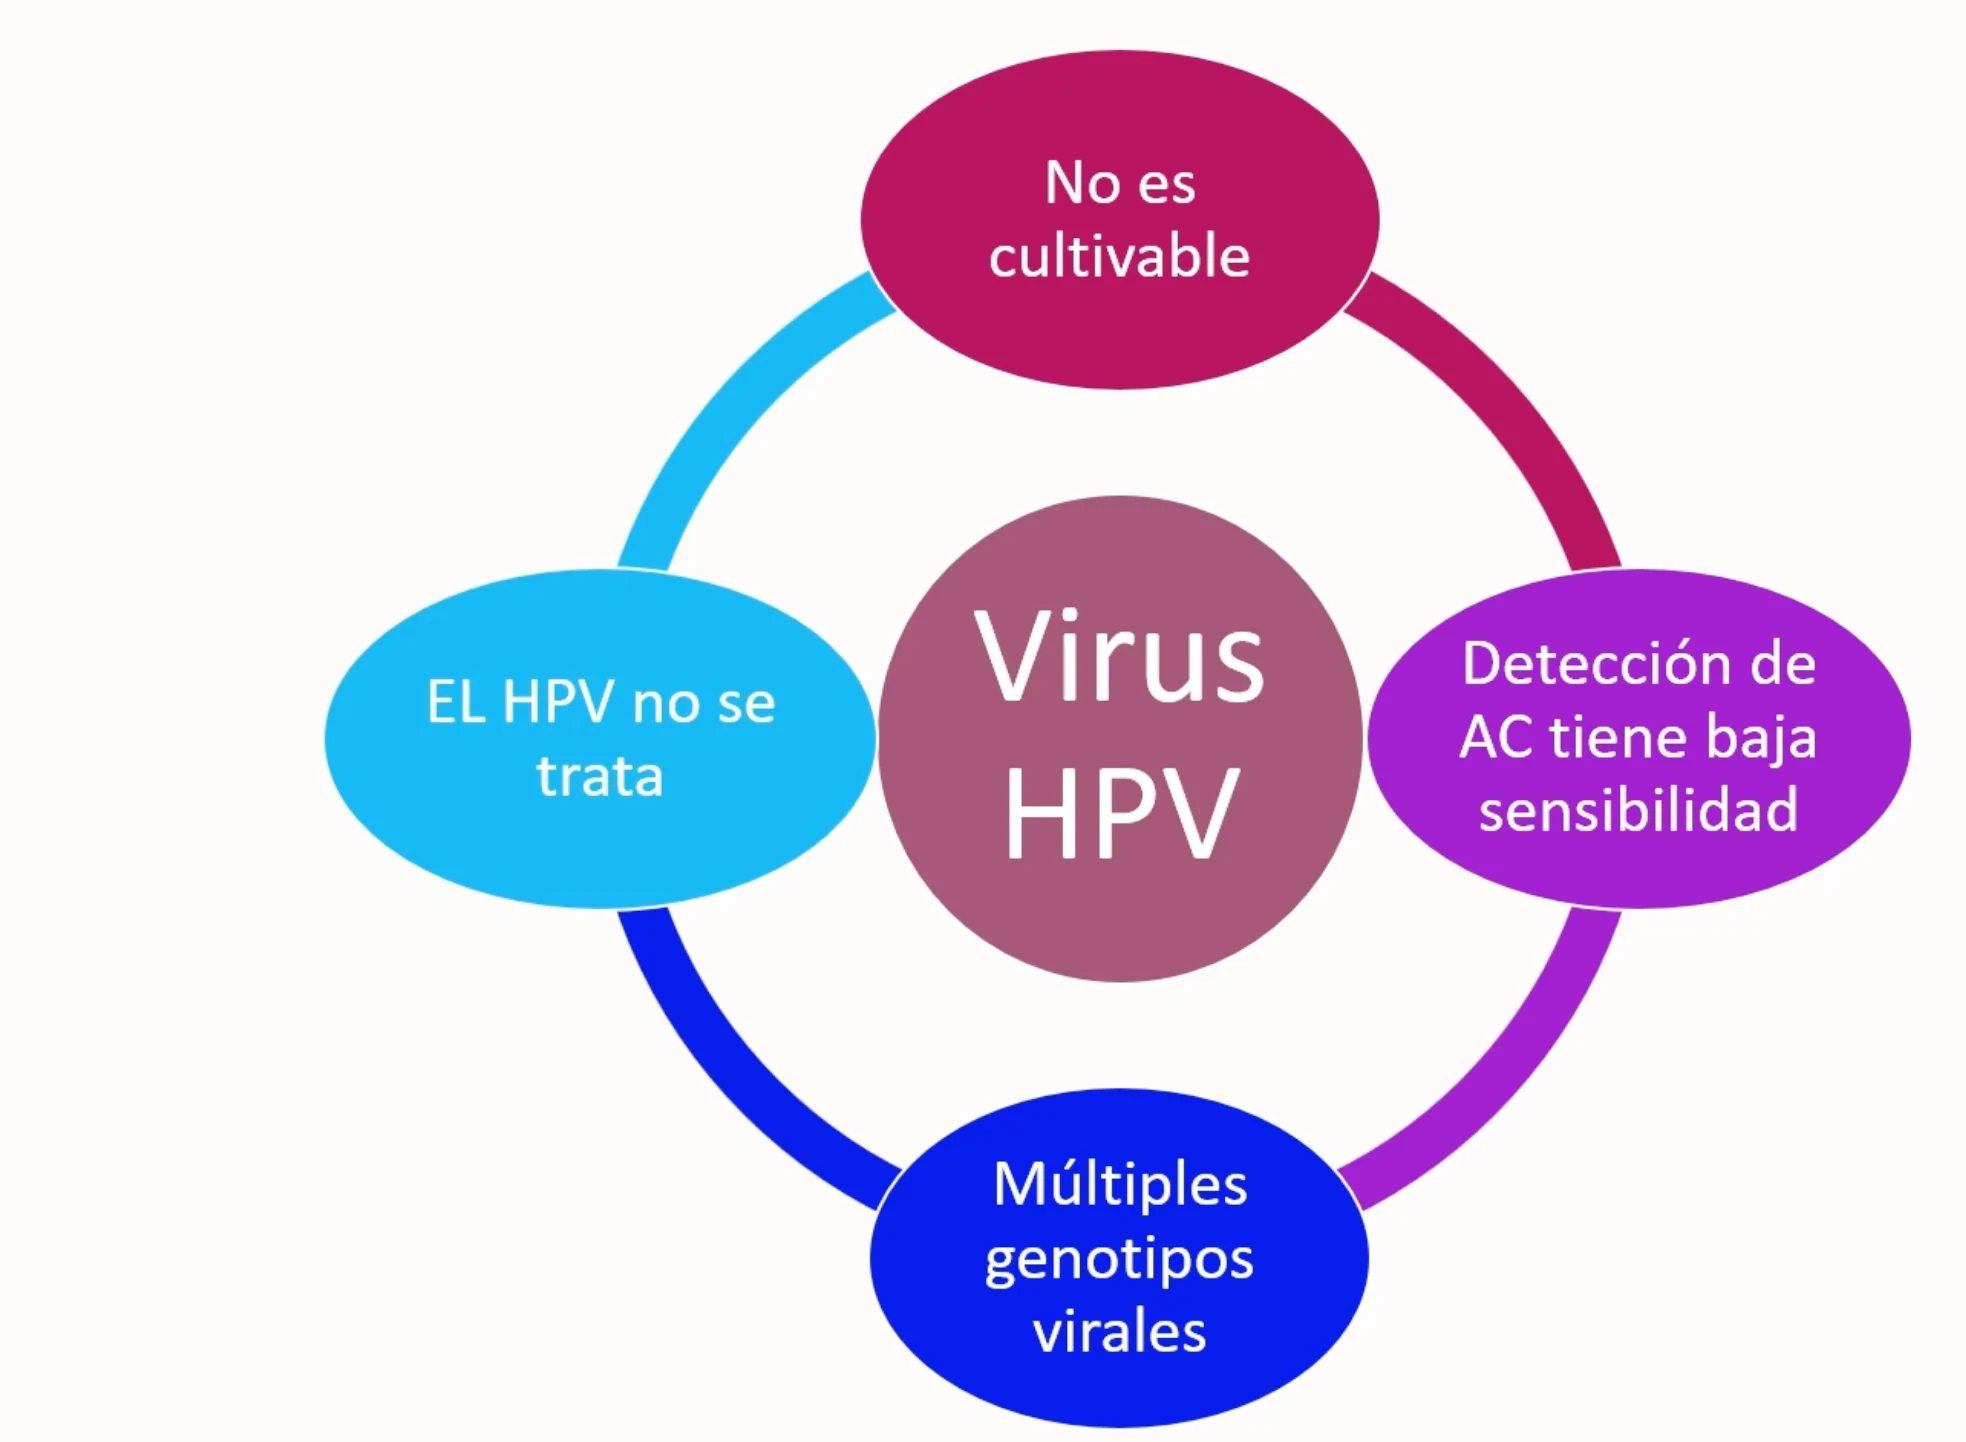 No es
cultivable
Virus
HPV
Detección de
AC tiene baja
sensibilidad
Múltiples
genotipos
virales
EL HPV no se
trata